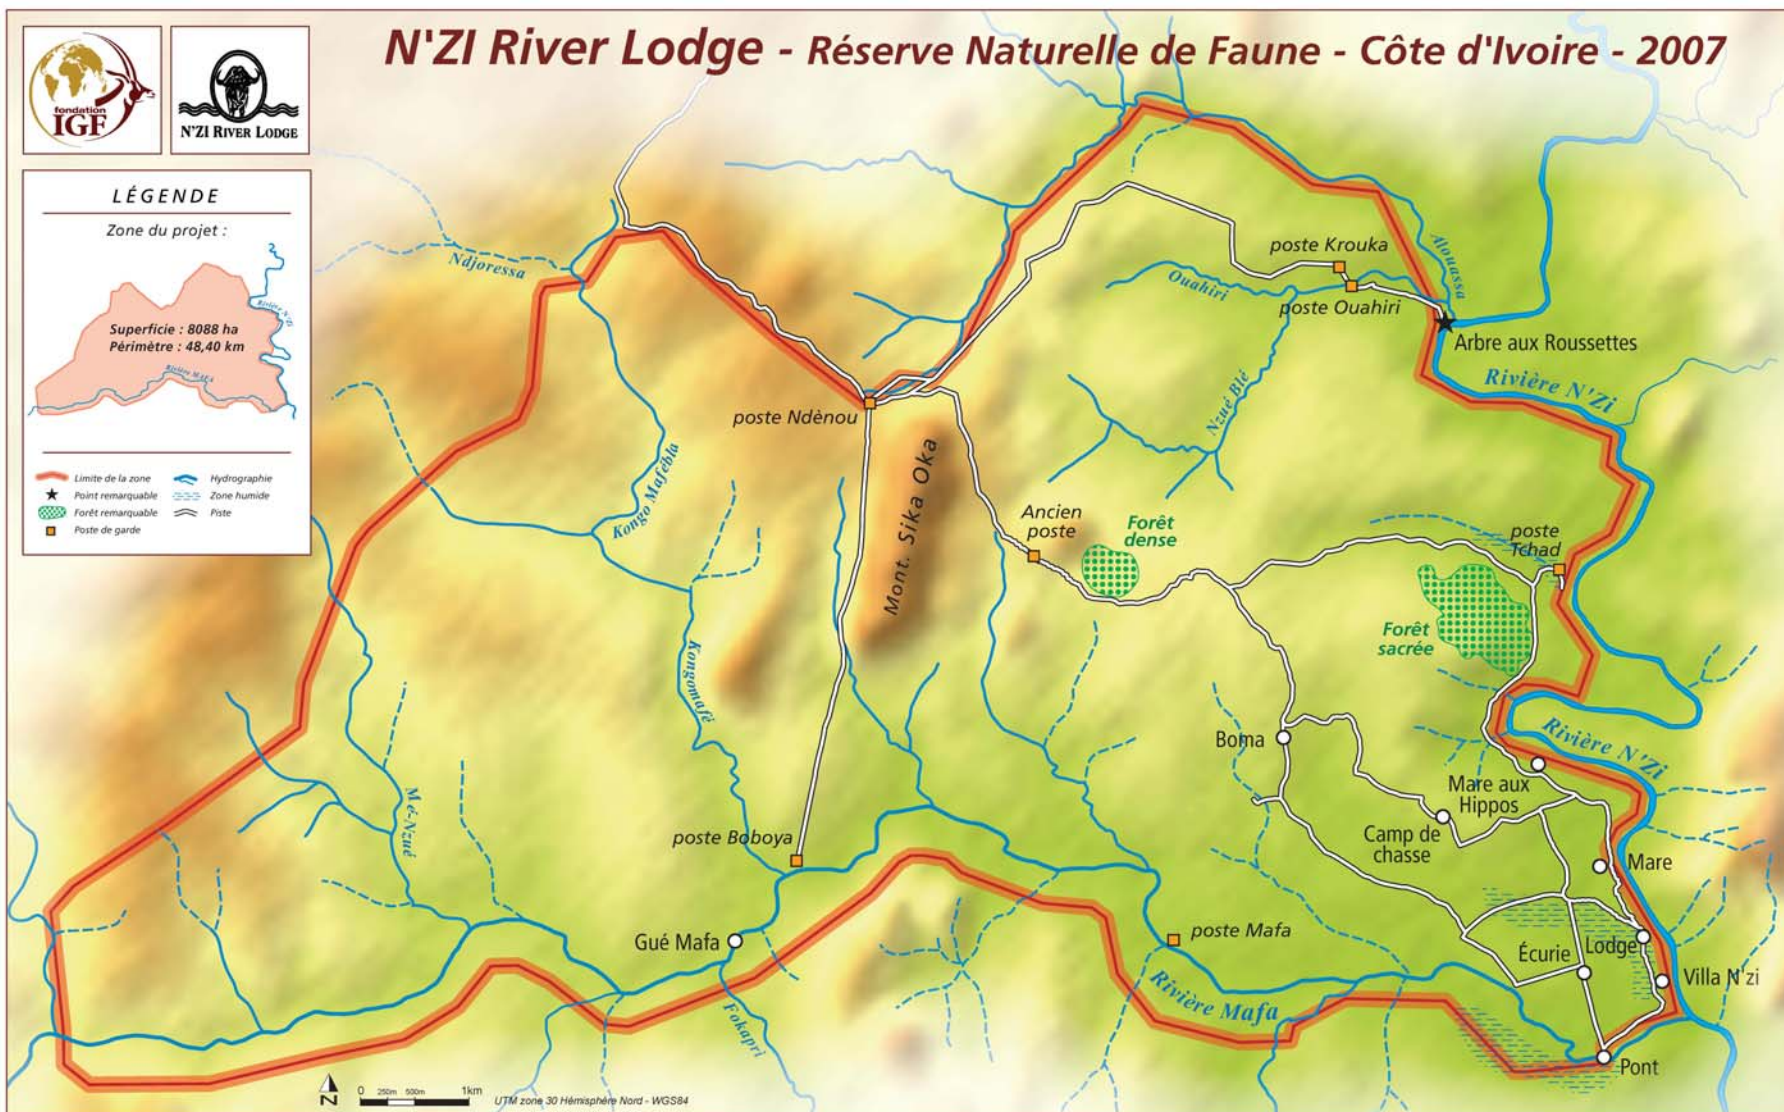 N'ZI River Lodge - Réserve Naturelle de Faune - Côte d'Ivoire - 2007
fondation
IGF
N'ZI RIVER LODGE
LÉGENDE
Zone du projet :
Rivière N'Zi
Superficie : 8088 ha
Périmètre : 48,40 km
Rivière MAFA
Limite de la zone
Hydrographie
Point remarquable
Zone humide
Forêt remarquable
Piste
Poste de garde
Ndjoressa
poste Krouka
Alouassa
Ouahiri
poste Ouahiri
Arbre aux Roussettes
Rivière N'Zi
Nzué Blé
poste Ndènou
Kongo Mafébla
Mont. Sika Oka
Ancien
poste
Forêt
dense
poste
Tchad
Forêt
sacrée
Kongomafé
Rivière N'Zi
Boma
Mare aux
Hippos
Camp de
chasse
M é-Nzué
poste Boboya
Mare
Gué Mafa
poste Mafa
Écurie
Lodge
Villa N'zi
Rivière Mafa
Fokapri
Pont
N
0 250m 500m 1km
UTM zone 30 Hémisphère Nord - WGS84